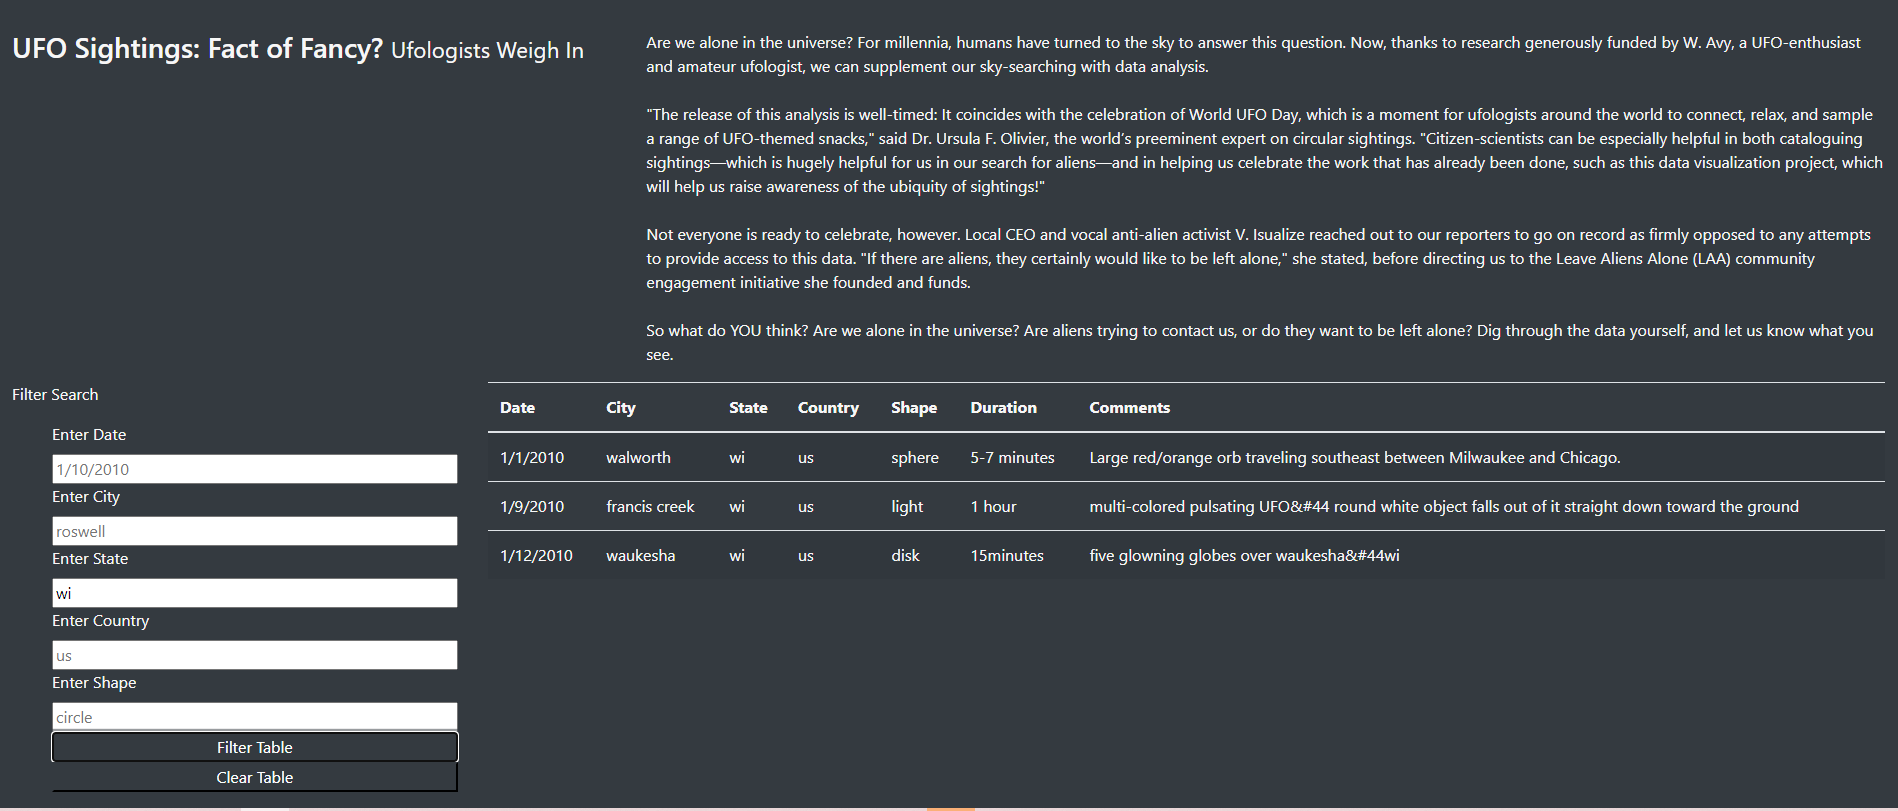 UFO Sightings: Fact of Fancy? Ufologists Weigh In
Are we alone in the universe? For millennia, humans have turned to the sky to answer this question. Now, thanks to research generously funded by W. Avy, a UFO-enthusiast
and amateur ufologist, we can supplement our sky-searching with data analysis.
"The release of this analysis is well-timed: It coincides with the celebration of World UFO Day, which is a moment for ufologists around the world to connect, relax, and sample
a range of UFO-themed snacks," said Dr. Ursula F. Olivier, the world’s preeminent expert on circular sightings. "Citizen-scientists can be especially helpful in both cataloguing
sightings—which is hugely helpful for us in our search for aliens—and in helping us celebrate the work that has already been done, such as this data visualization project, which
will help us raise awareness of the ubiquity of sightings!"
Not everyone is ready to celebrate, however. Local CEO and vocal anti-alien activist V. Isualize reached out to our reporters to go on record as firmly opposed to any attempts
to provide access to this data. "If there are aliens, they certainly would like to be left alone," she stated, before directing us to the Leave Aliens Alone (LAA) community
engagement initiative she founded and funds.
So what do YOU think? Are we alone in the universe? Are aliens trying to contact us, or do they want to be left alone? Dig through the data yourself, and let us know what you
see.
Filter Search
Enter Date
1/10/2010
Enter City
roswell
Enter State
wi
Enter Country
us
Enter Shape
circle
Filter Table
Clear Table
Date City State Country Shape Duration Comments
1/1/2010 walworth wi us sphere 5-7 minutes Large red/orange orb traveling southeast between Milwaukee and Chicago.
1/9/2010 francis creek wi us light 1 hour multi-colored pulsating UFO&#44 round white object falls out of it straight down toward the ground
1/12/2010 waukesha wi us disk 15minutes five glowning globes over waukesha&#44wi